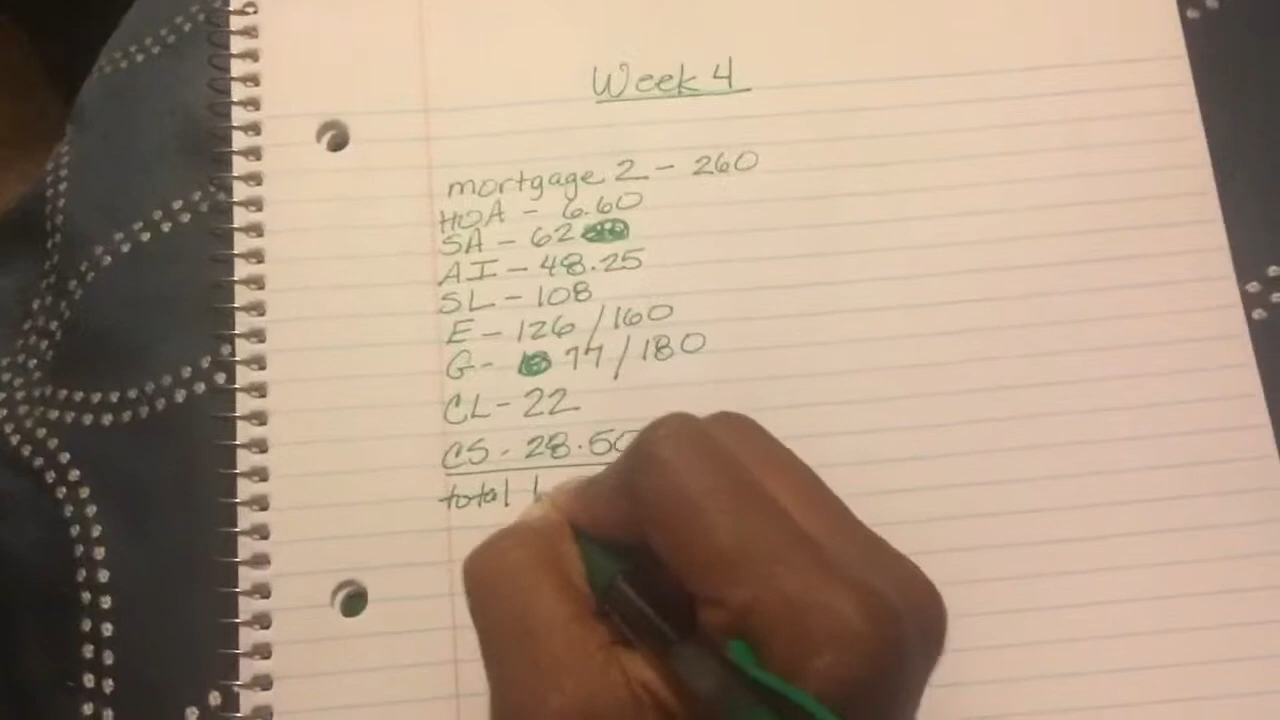 Week 4
mortgage 2 - 260
HOA - 6.60
SA - 62
AI - 48.25
SL - 108
E - 126 / 160
G - 77 / 180
CL - 22
CS - 28.50
total